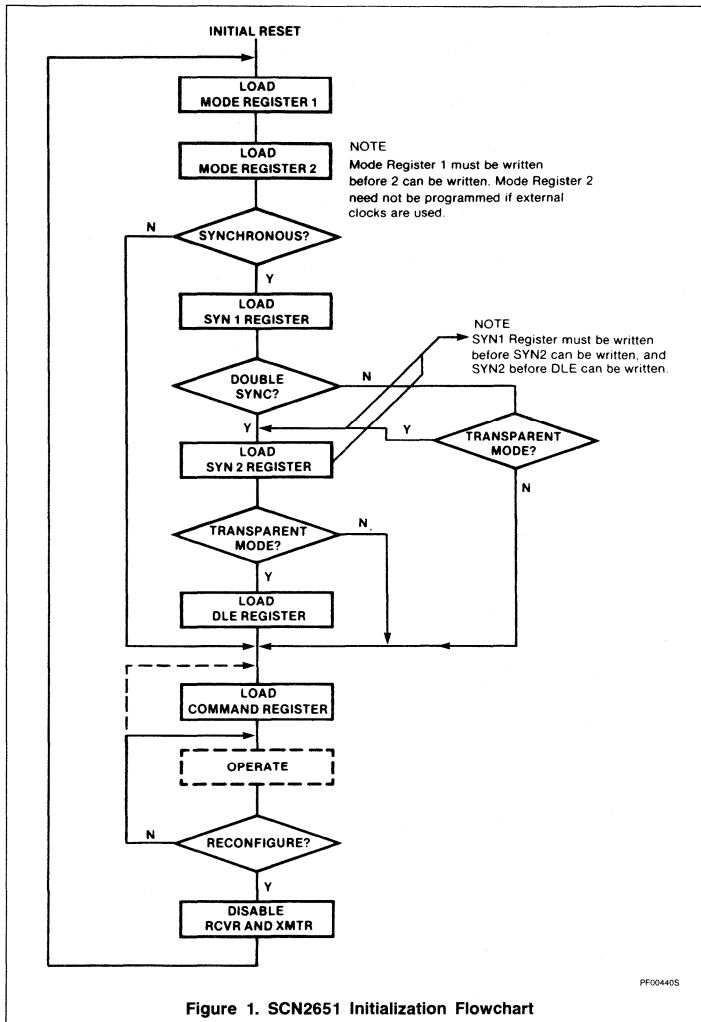 INITIAL RESET
LOAD
MODE REGISTER 1
LOAD
MODE REGISTER 2
NOTE
Mode Register 1 must be written
before 2 can be written. Mode Register 2
need not be programmed if external
clocks are used.
N
SYNCHRONOUS?
Y
LOAD
SYN 1 REGISTER
NOTE
SYN1 Register must be written
before SYN2 can be written, and
SYN2 before DLE can be written.
DOUBLE
SYNC?
N
Y
Y
TRANSPARENT
MODE?
LOAD
SYN 2 REGISTER
N
TRANSPARENT
MODE?
N
Y
LOAD
DLE REGISTER
LOAD
COMMAND REGISTER
OPERATE
N
RECONFIGURE?
Y
DISABLE
RCVR AND XMTR
PF00440S
Figure 1. SCN2651 Initialization Flowchart